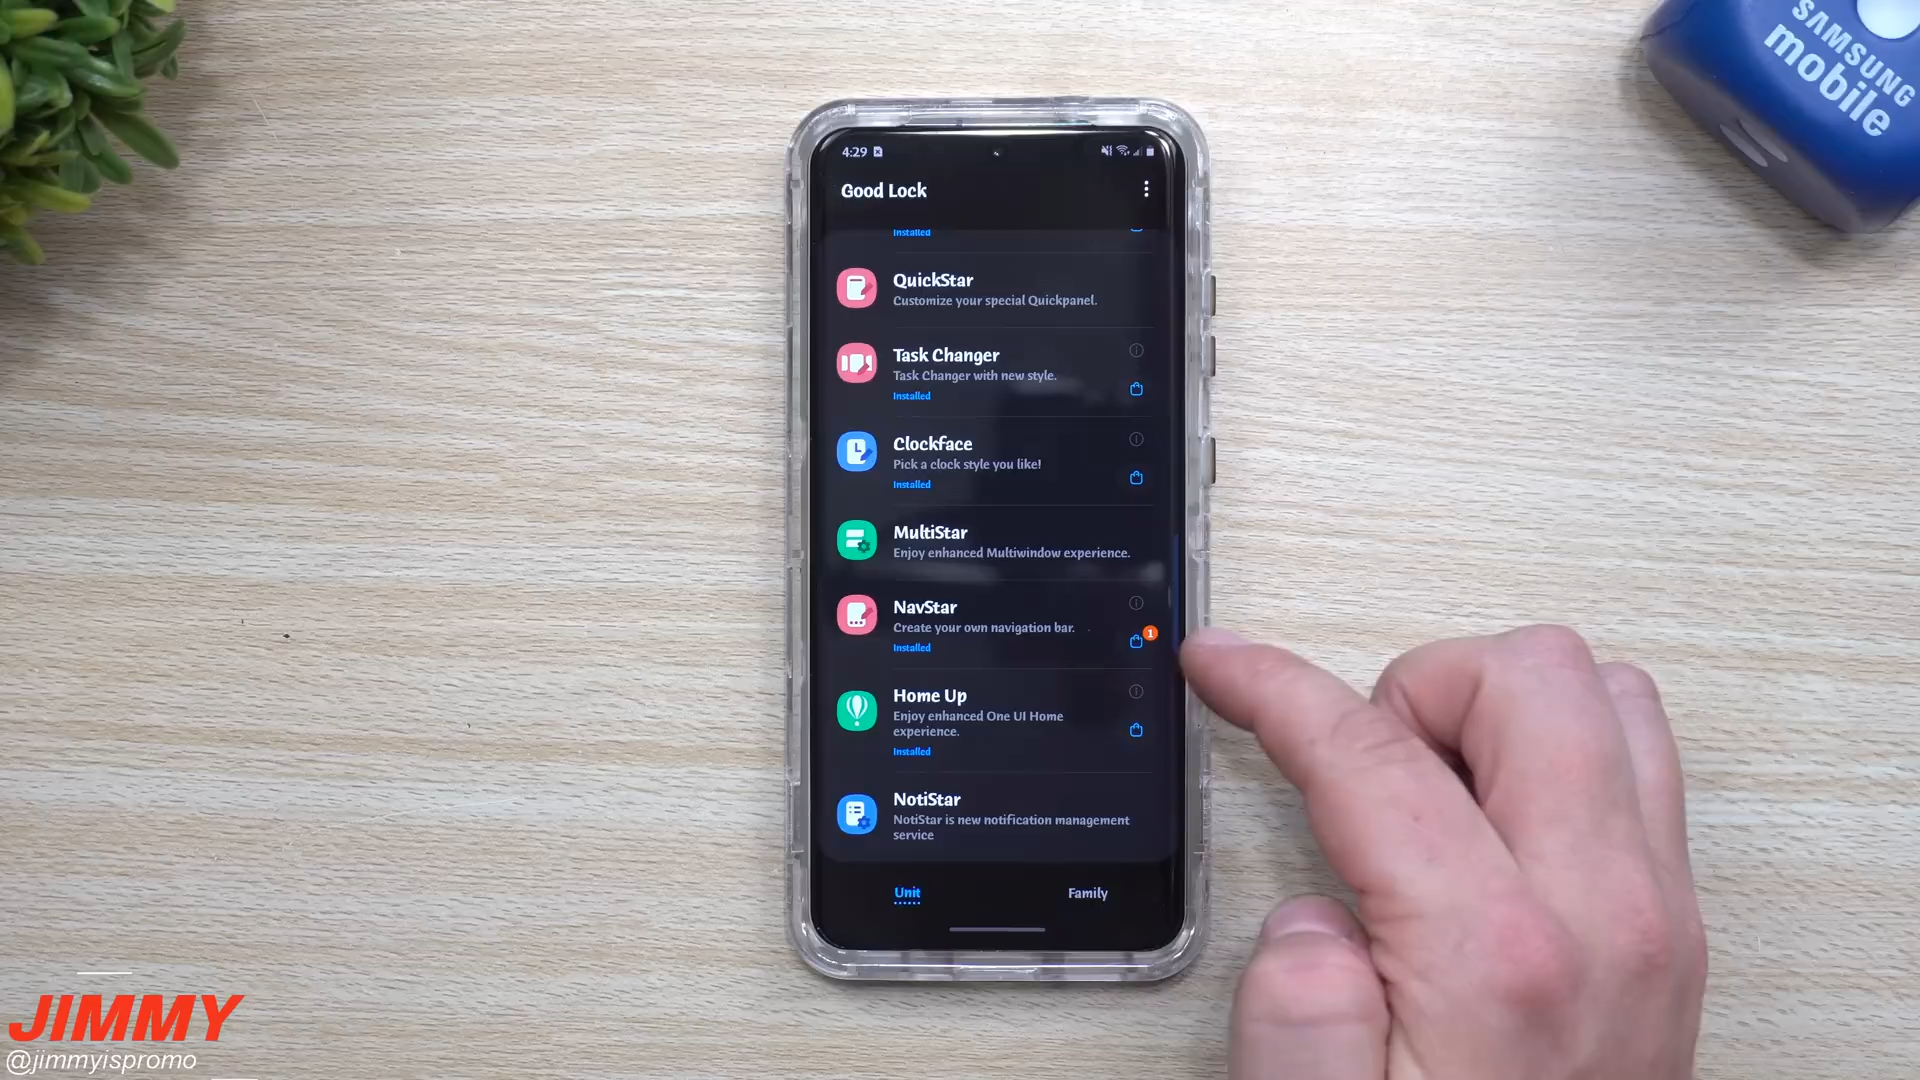 SAMSUNG
mobile
4:29
Good Lock
Installed
QuickStar
Customize your special Quickpanel.
Task Changer
Task Changer with new style.
Installed
Clockface
Pick a clock style you like!
Installed
MultiStar
Enjoy enhanced Multiwindow experience.
NavStar
Create your own navigation bar.
1
Installed
Home Up
Enjoy enhanced One UI Home
experience.
Installed
NotiStar
NotiStar is new notification management
service
Unit
Family
JIMMY
@jimmyispromo